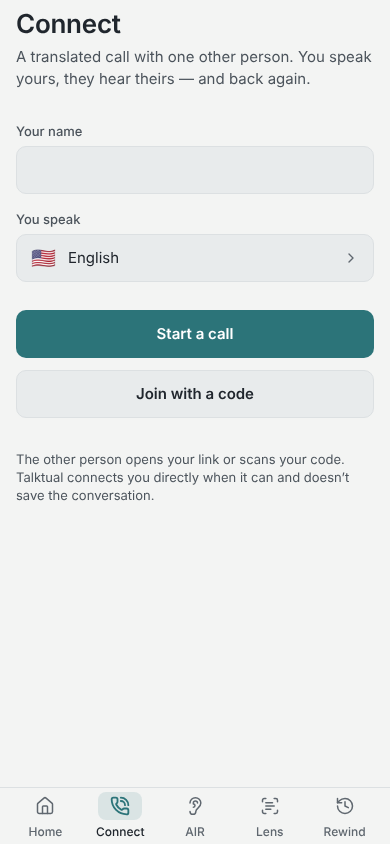 Connect
A translated call with one other person. You speak
yours, they hear theirs — and back again.
Your name
You speak
English
Start a call
Join with a code
The other person opens your link or scans your code.
Talktual connects you directly when it can and doesn’t
save the conversation.
Home
Connect
AIR
Lens
Rewind